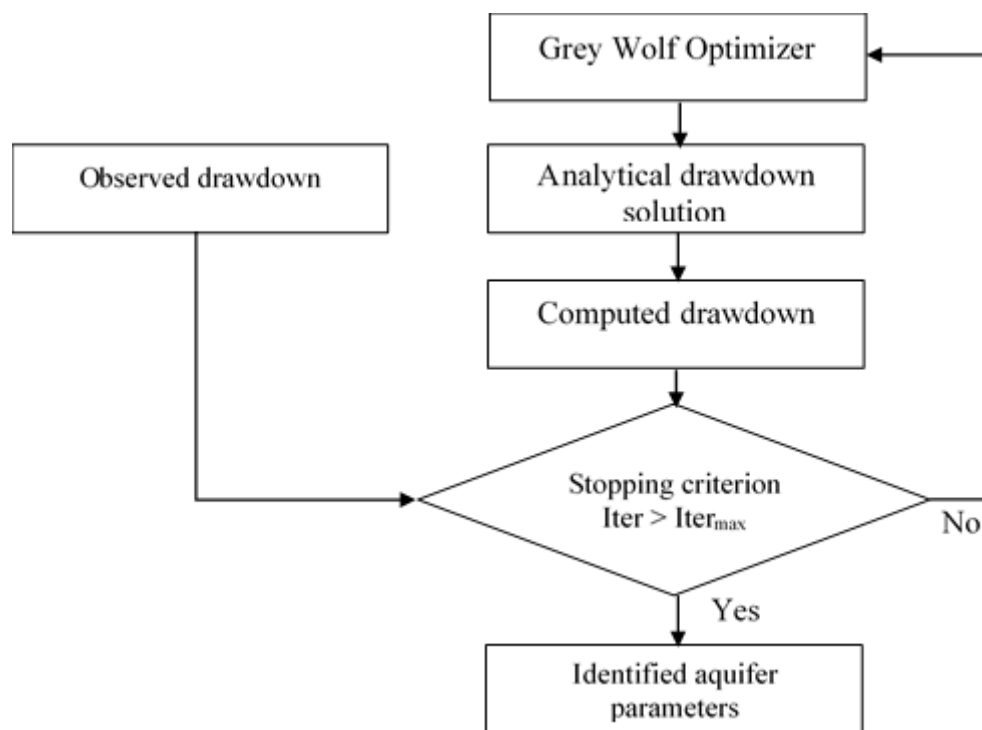 Grey Wolf Optimizer
Observed drawdown
Analytical drawdown
solution
Computed drawdown
Stopping criterion
Iter > Itermax
No
Yes
Identified aquifer
parameters